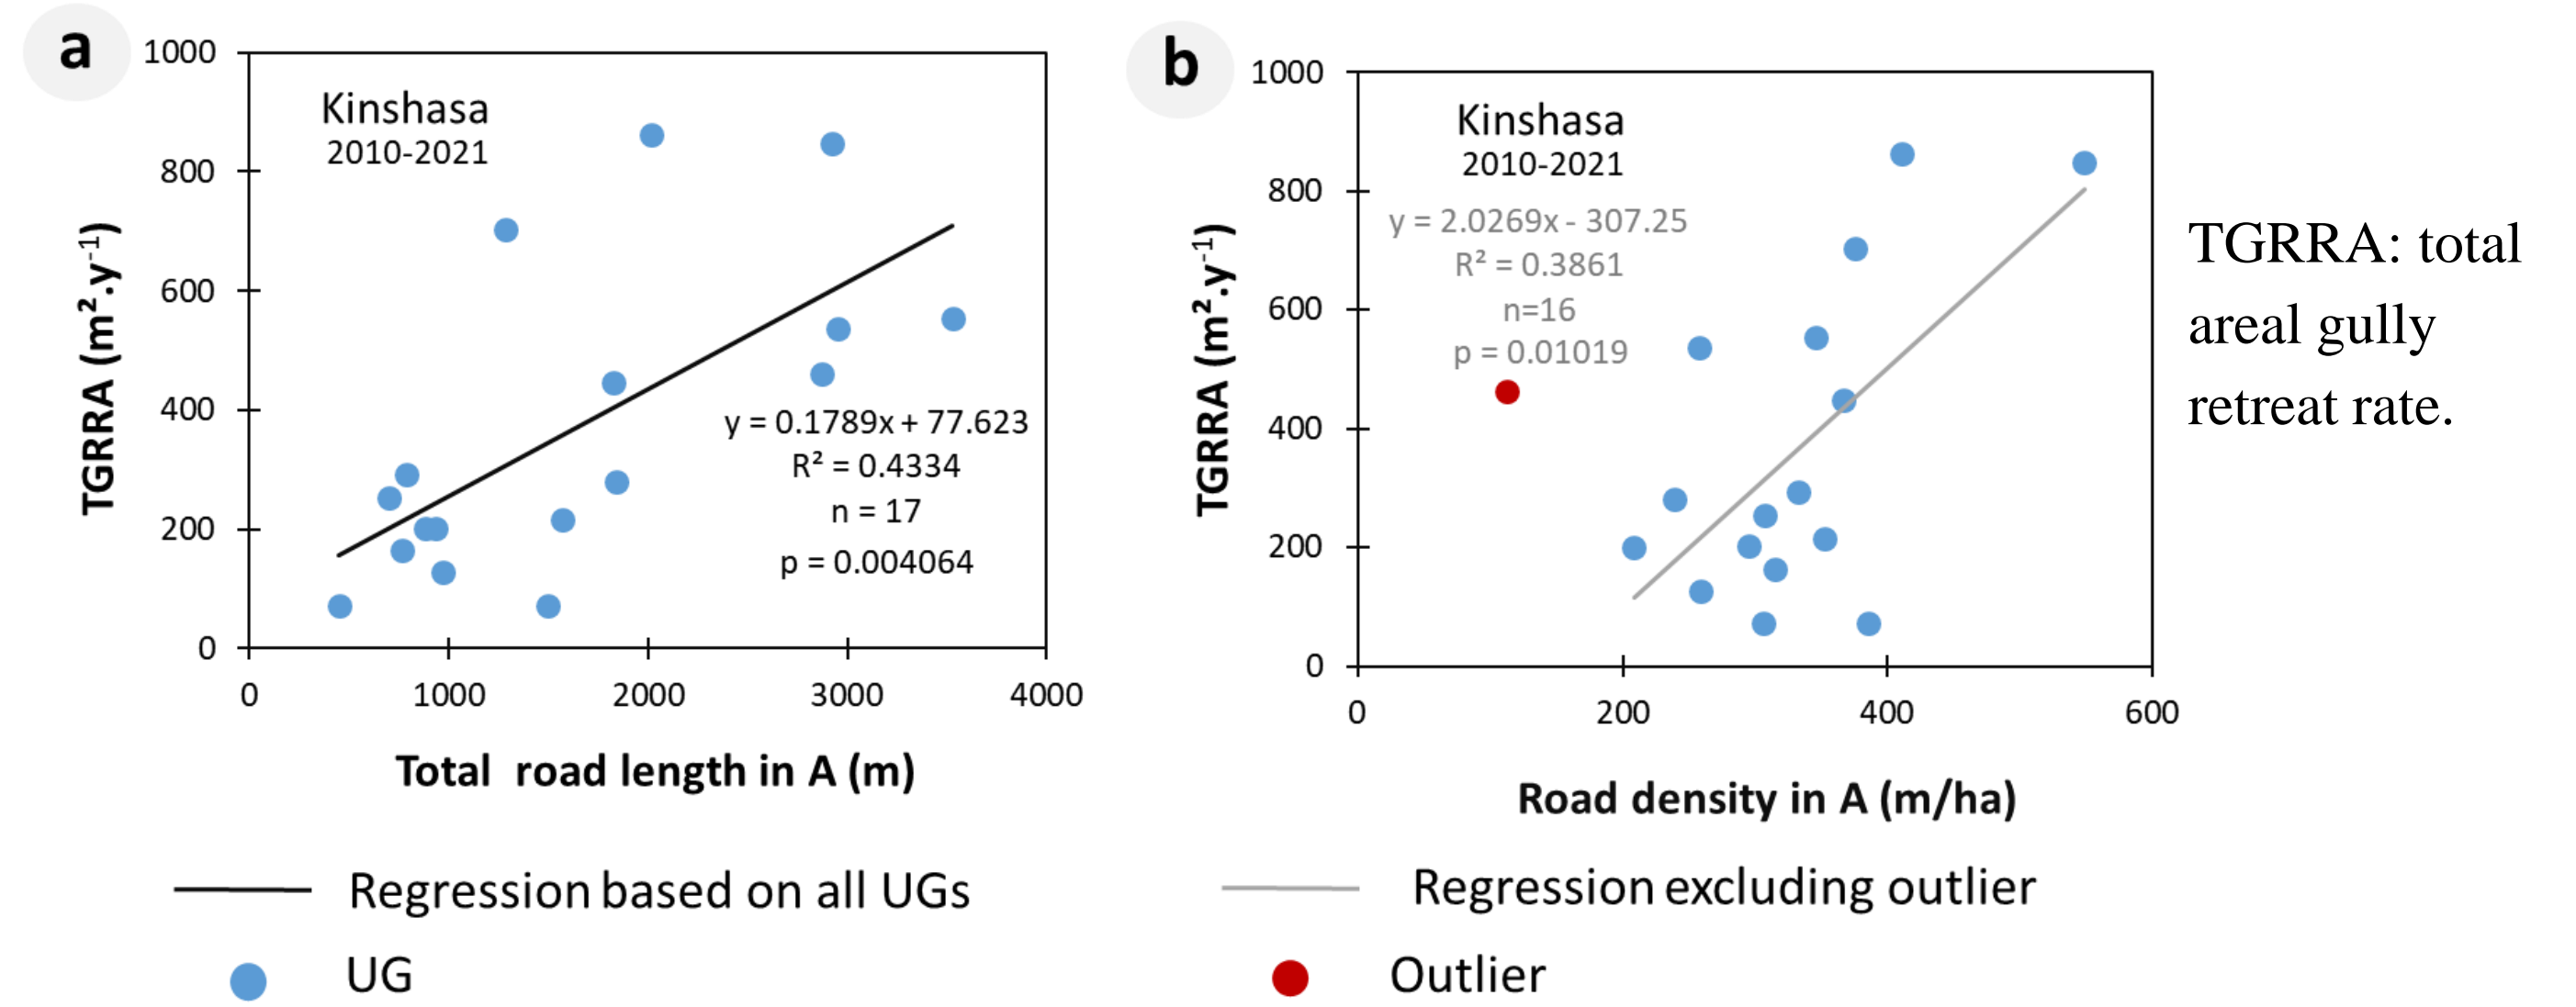 a
1000
800
600
400
200
0
TGRRA (m².y⁻¹)
Kinshasa
2010-2021
y = 0.1789x + 77.623
R² = 0.4334
n = 17
p = 0.004064
0 1000 2000 3000 4000
Total road length in A (m)
Regression based on all UGs
UG
b
1000
800
600
400
200
0
TGRRA (m².y⁻¹)
Kinshasa
2010-2021
y = 2.0269x - 307.25
R² = 0.3861
n=16
p = 0.01019
0 200 400 600
Road density in A (m/ha)
Regression excluding outlier
Outlier
TGRRA: total
areal gully
retreat rate.